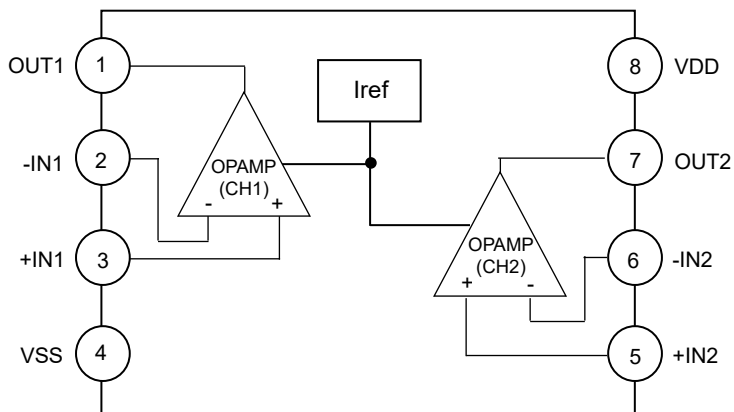 OUT1 1
-IN1 2
+IN1 3
VSS 4
Iref
OPAMP
(CH1)
- +
OPAMP
(CH2)
+ -
8 VDD
7 OUT2
6 -IN2
5 +IN2